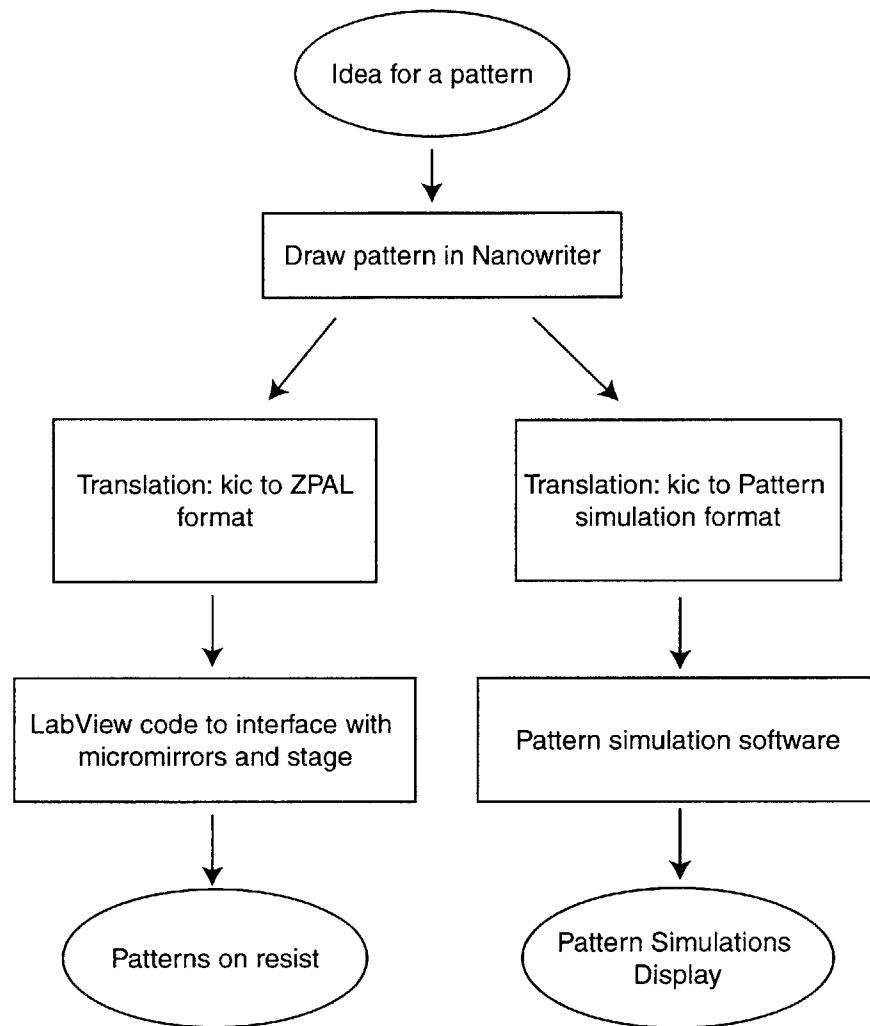 Idea for a pattern
Draw pattern in Nanowriter
Translation: kic to ZPAL
format
Translation: kic to Pattern
simulation format
LabView code to interface with
micromirrors and stage
Pattern simulation software
Patterns on resist
Pattern Simulations
Display